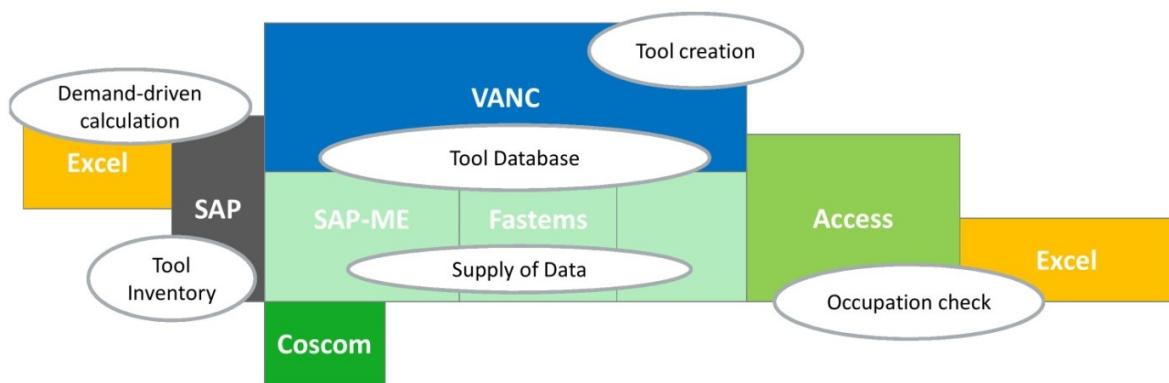 Tool creation
Demand-driven
calculation
VANC
Excel
Tool Database
SAP
SAP-ME
Fastems
Access
Supply of Data
Excel
Tool
Inventory
Occupation check
Coscom